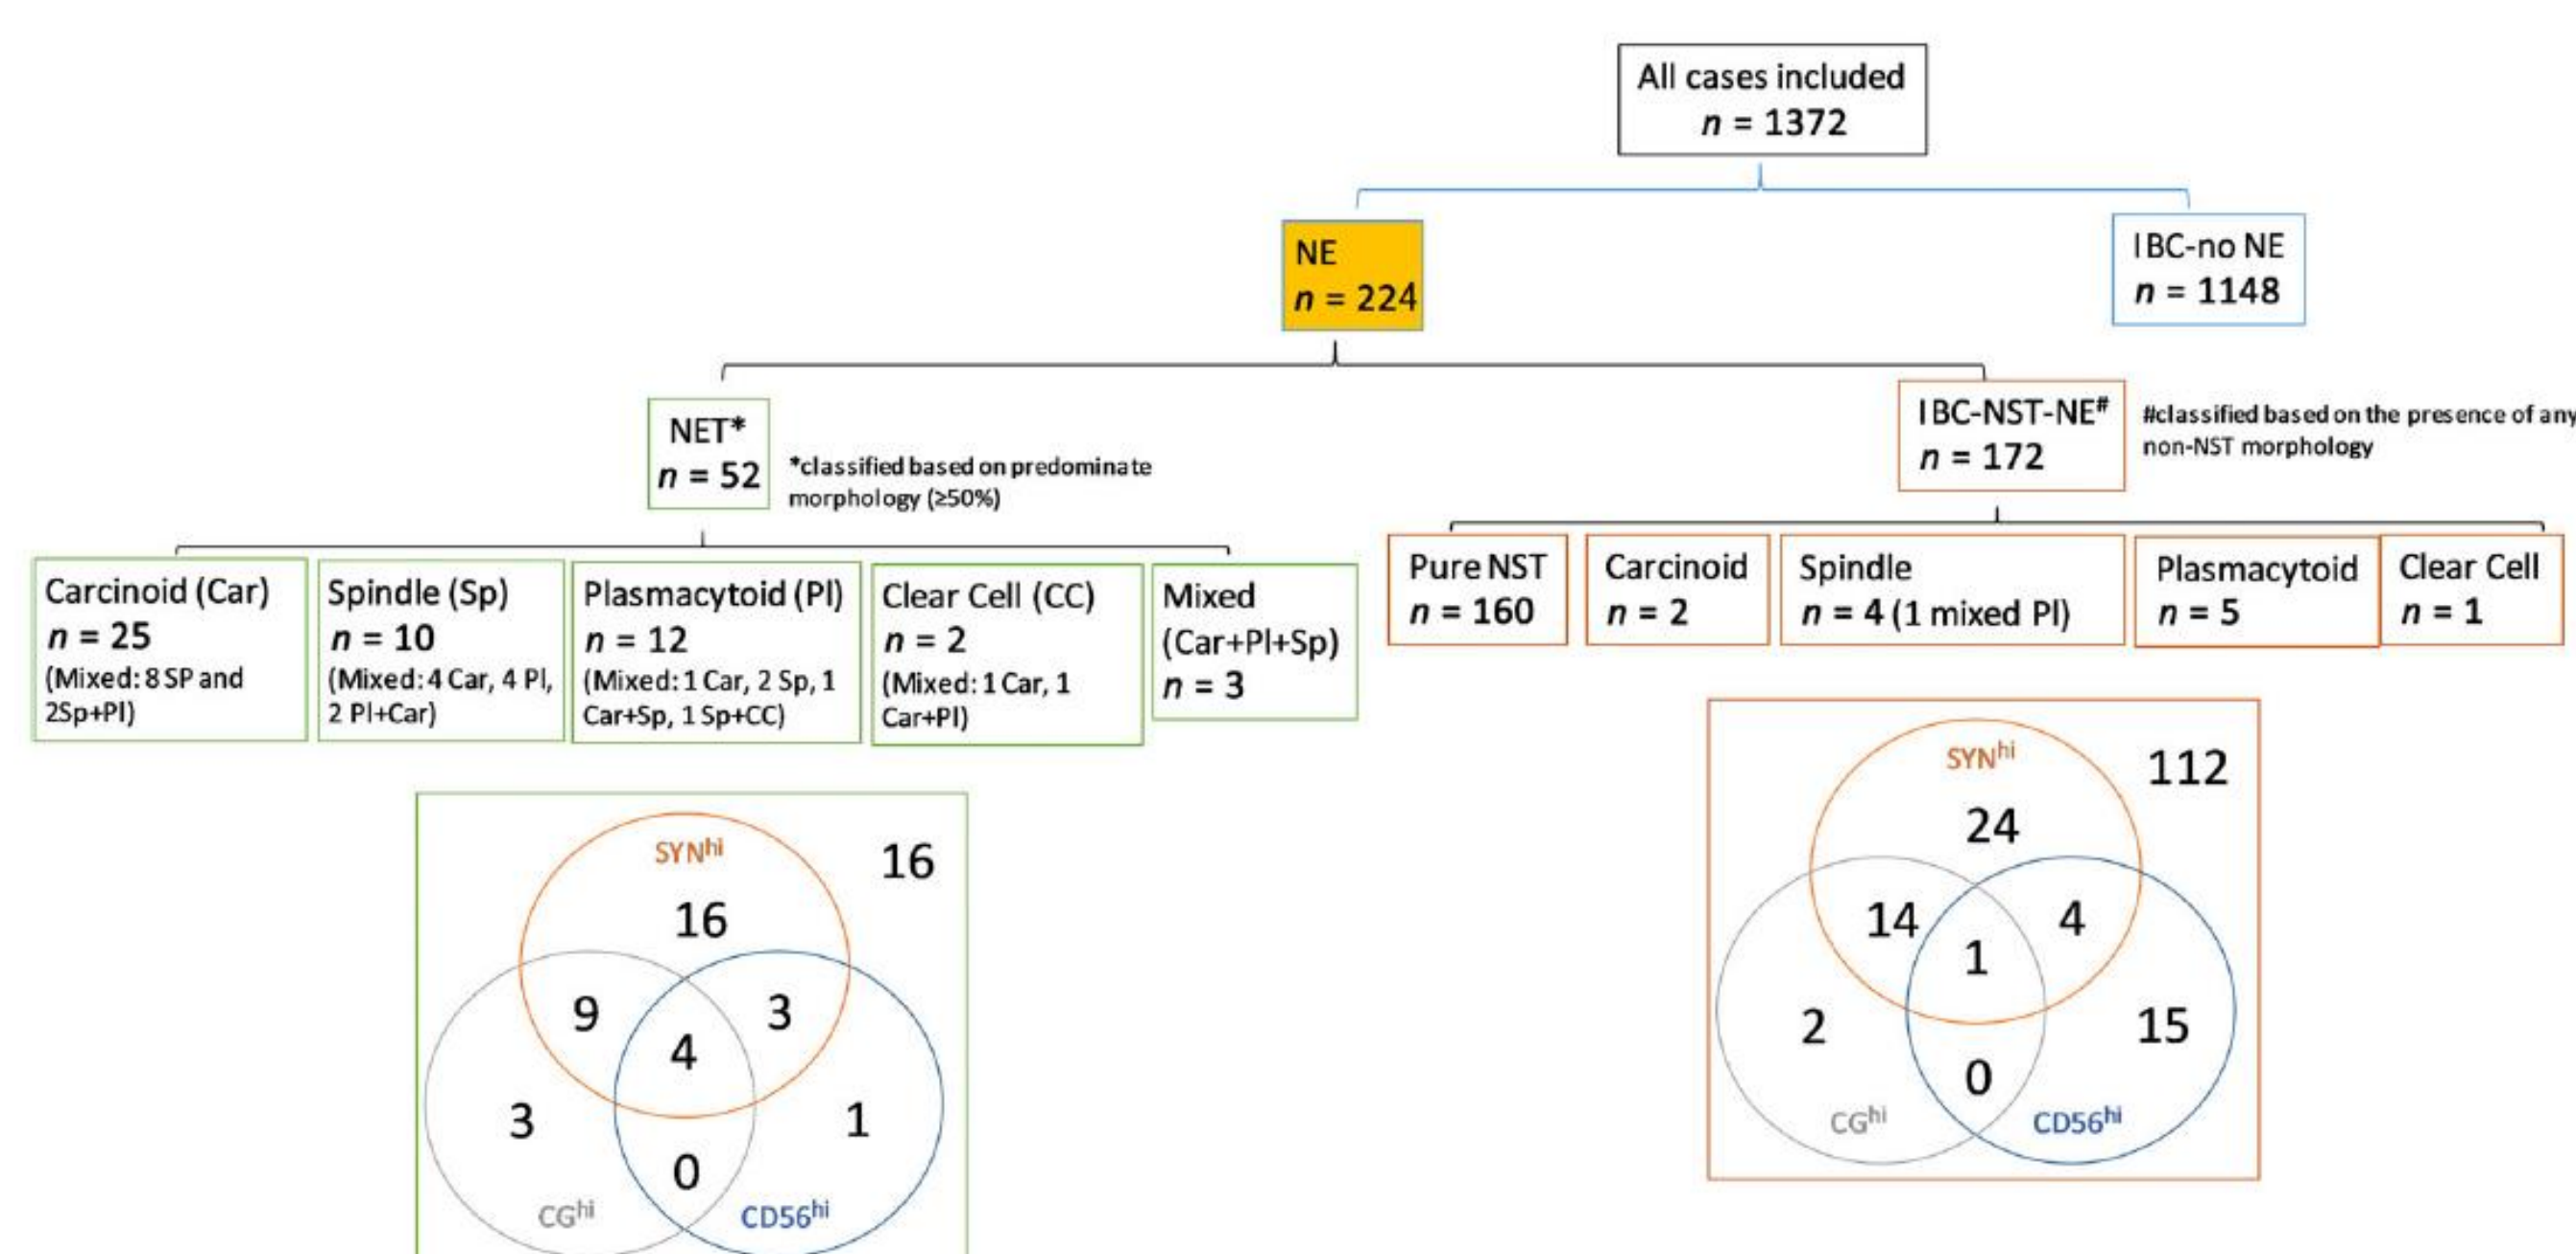 All cases included
n = 1372
NE
n = 224
IBC-no NE
n = 1148
NET*
n = 52
*classified based on predominate
morphology (≥50%)
IBC-NST-NE#
n = 172
#classified based on the presence of any
non-NST morphology
Carcinoid (Car)
n = 25
(Mixed: 8 SP and
2Sp+Pl)
Spindle (Sp)
n = 10
(Mixed: 4 Car, 4 Pl,
2 Pl+Car)
Plasmacytoid (Pl)
n = 12
(Mixed: 1 Car, 2 Sp, 1
Car+Sp, 1 Sp+CC)
Clear Cell (CC)
n = 2
(Mixed: 1 Car, 1
Car+Pl)
Mixed
(Car+Pl+Sp)
n = 3
Pure NST
n = 160
Carcinoid
n = 2
Spindle
n = 4 (1 mixed Pl)
Plasmacytoid
n = 5
Clear Cell
n = 1
SYNhi
16
16
9
3
4
3
1
0
CGhi
CD56hi
SYNhi
112
24
14
4
1
2
15
0
CGhi
CD56hi